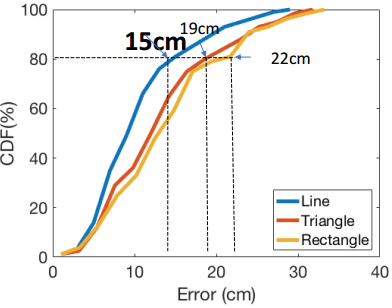 100
80
60
40
20
0
CDF(%)
15cm
19cm
22cm
Line
Triangle
Rectangle
0 10 20 30 40
Error (cm)